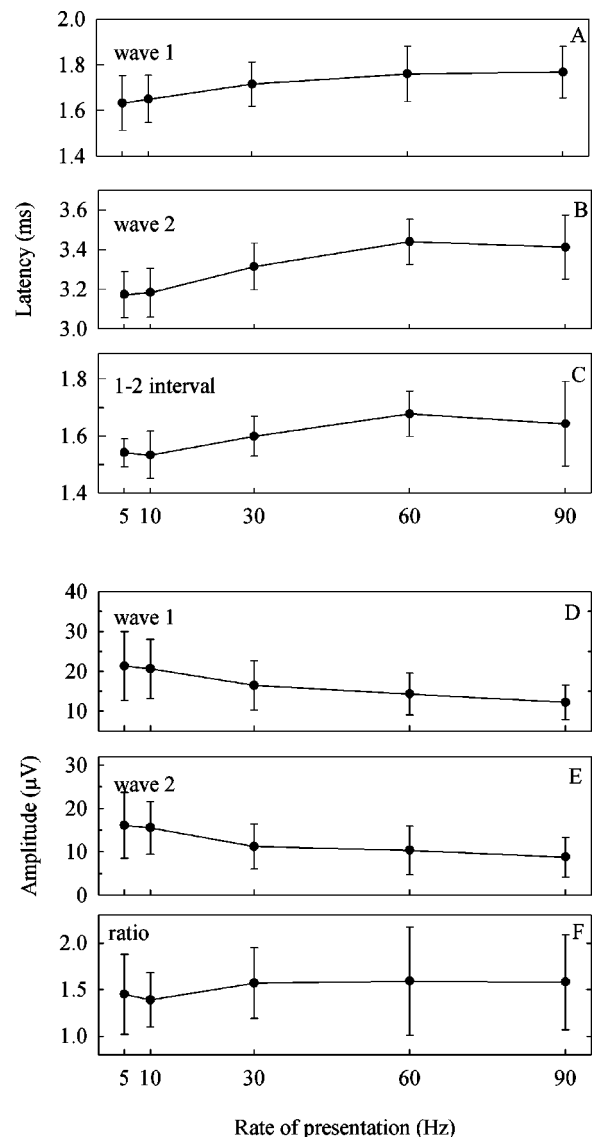 2.0
1.8
1.6
1.4
wave 1
A
3.6
3.4
3.2
3.0
wave 2
B
Latency (ms)
1.8
1.6
1.4
1-2 interval
C
5 10 30 60 90
40
30
20
10
wave 1
D
30
20
10
0
wave 2
E
Amplitude (μV)
2.0
1.5
1.0
ratio
F
5 10 30 60 90
Rate of presentation (Hz)